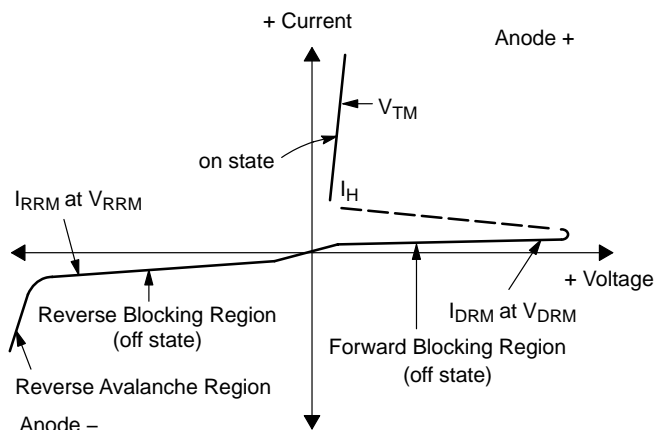 + Current
Anode +
VTM
on state
IH
IRRM at VRRM
+ Voltage
IDRM at VDRM
Reverse Blocking Region
(off state)
Forward Blocking Region
(off state)
Reverse Avalanche Region
Anode –